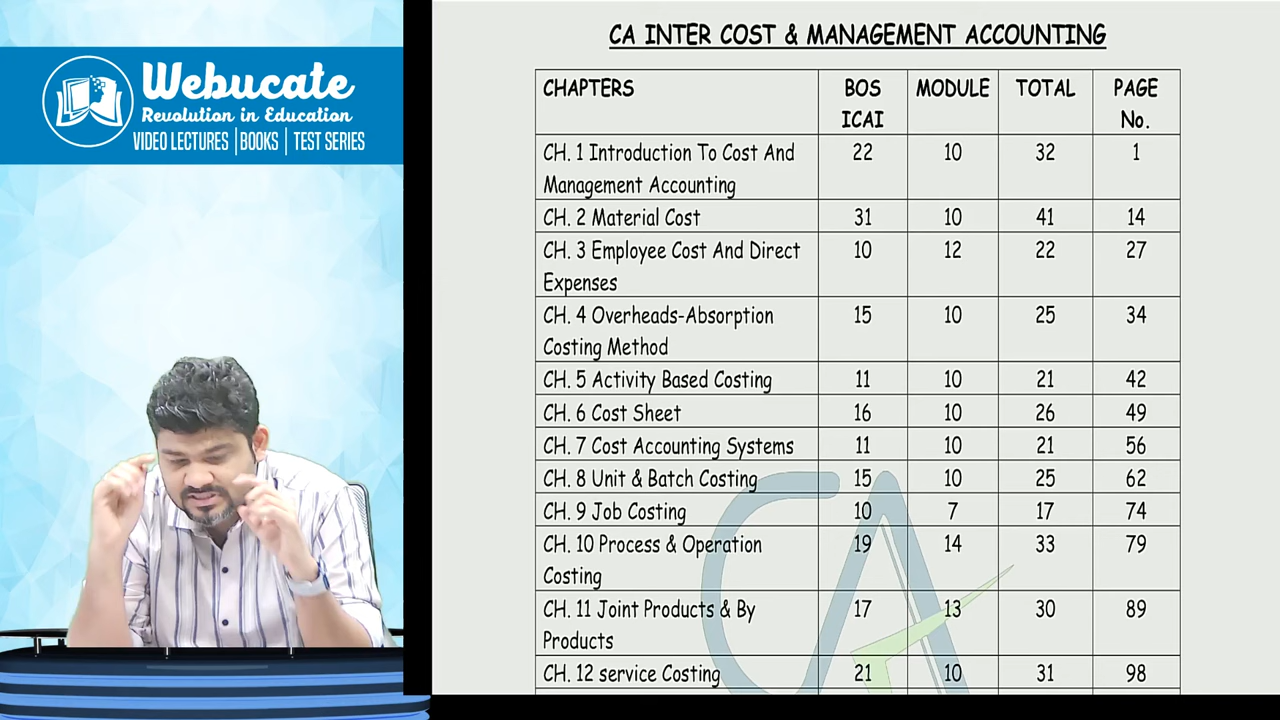 Webucate
Revolution in Education
VIDEO LECTURES | BOOKS | TEST SERIES
CA INTER COST & MANAGEMENT ACCOUNTING
CHAPTERS BOS ICAI MODULE TOTAL PAGE No.
CH. 1 Introduction To Cost And Management Accounting 22 10 32 1
CH. 2 Material Cost 31 10 41 14
CH. 3 Employee Cost And Direct Expenses 10 12 22 27
CH. 4 Overheads-Absorption Costing Method 15 10 25 34
CH. 5 Activity Based Costing 11 10 21 42
CH. 6 Cost Sheet 16 10 26 49
CH. 7 Cost Accounting Systems 11 10 21 56
CH. 8 Unit & Batch Costing 15 10 25 62
CH. 9 Job Costing 10 7 17 74
CH. 10 Process & Operation Costing 19 14 33 79
CH. 11 Joint Products & By Products 17 13 30 89
CH. 12 service Costing 21 10 31 98
CA